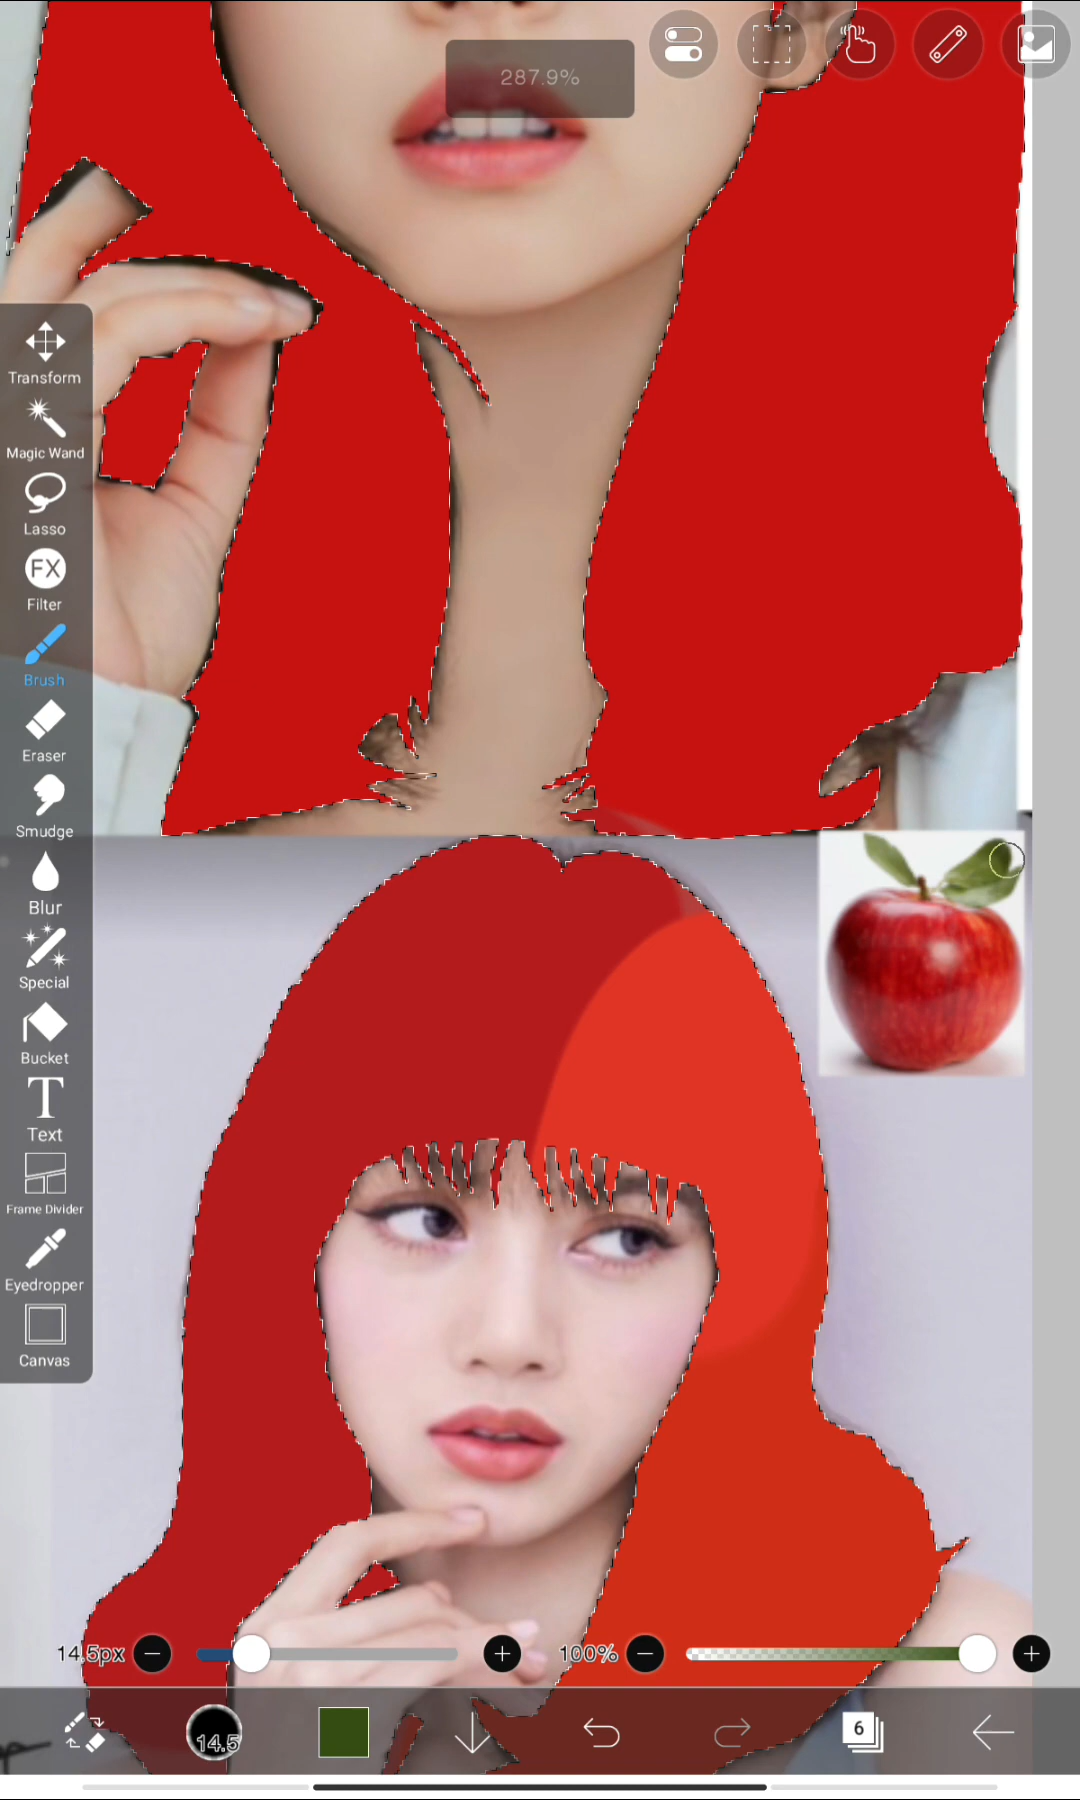 287.9%
Transform
Magic Wand
Lasso
FX
Filter
Brush
Eraser
Smudge
Blur
Special
Bucket
T
Text
Frame Divider
Eyedropper
Canvas
14.5px
100%
14.5
6